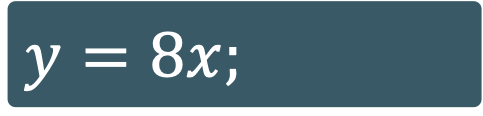 y = 8x;